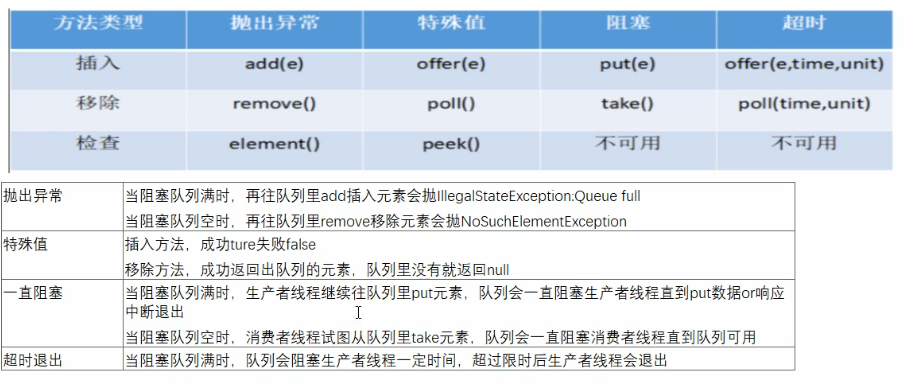 方法类型 抛出异常 特殊值 阻塞 超时
插入 add(e) offer(e) put(e) offer(e,time,unit)
移除 remove() poll() take() poll(time,unit)
检查 element() peek() 不可用 不可用
抛出异常 当阻塞队列满时，再往队列里add插入元素会抛IllegalStateException:Queue full
当阻塞队列空时，再往队列里remove移除元素会抛NoSuchElementException
特殊值 插入方法，成功ture失败false
移除方法，成功返回出队列的元素，队列里没有就返回null
一直阻塞 当阻塞队列满时，生产者线程继续往队列里put元素，队列会一直阻塞生产者线程直到put数据or响应
中断退出
当阻塞队列空时，消费者线程试图从队列里take元素，队列会一直阻塞消费者线程直到队列可用
超时退出 当阻塞队列满时，队列会阻塞生产者线程一定时间，超过限时后生产者线程会退出